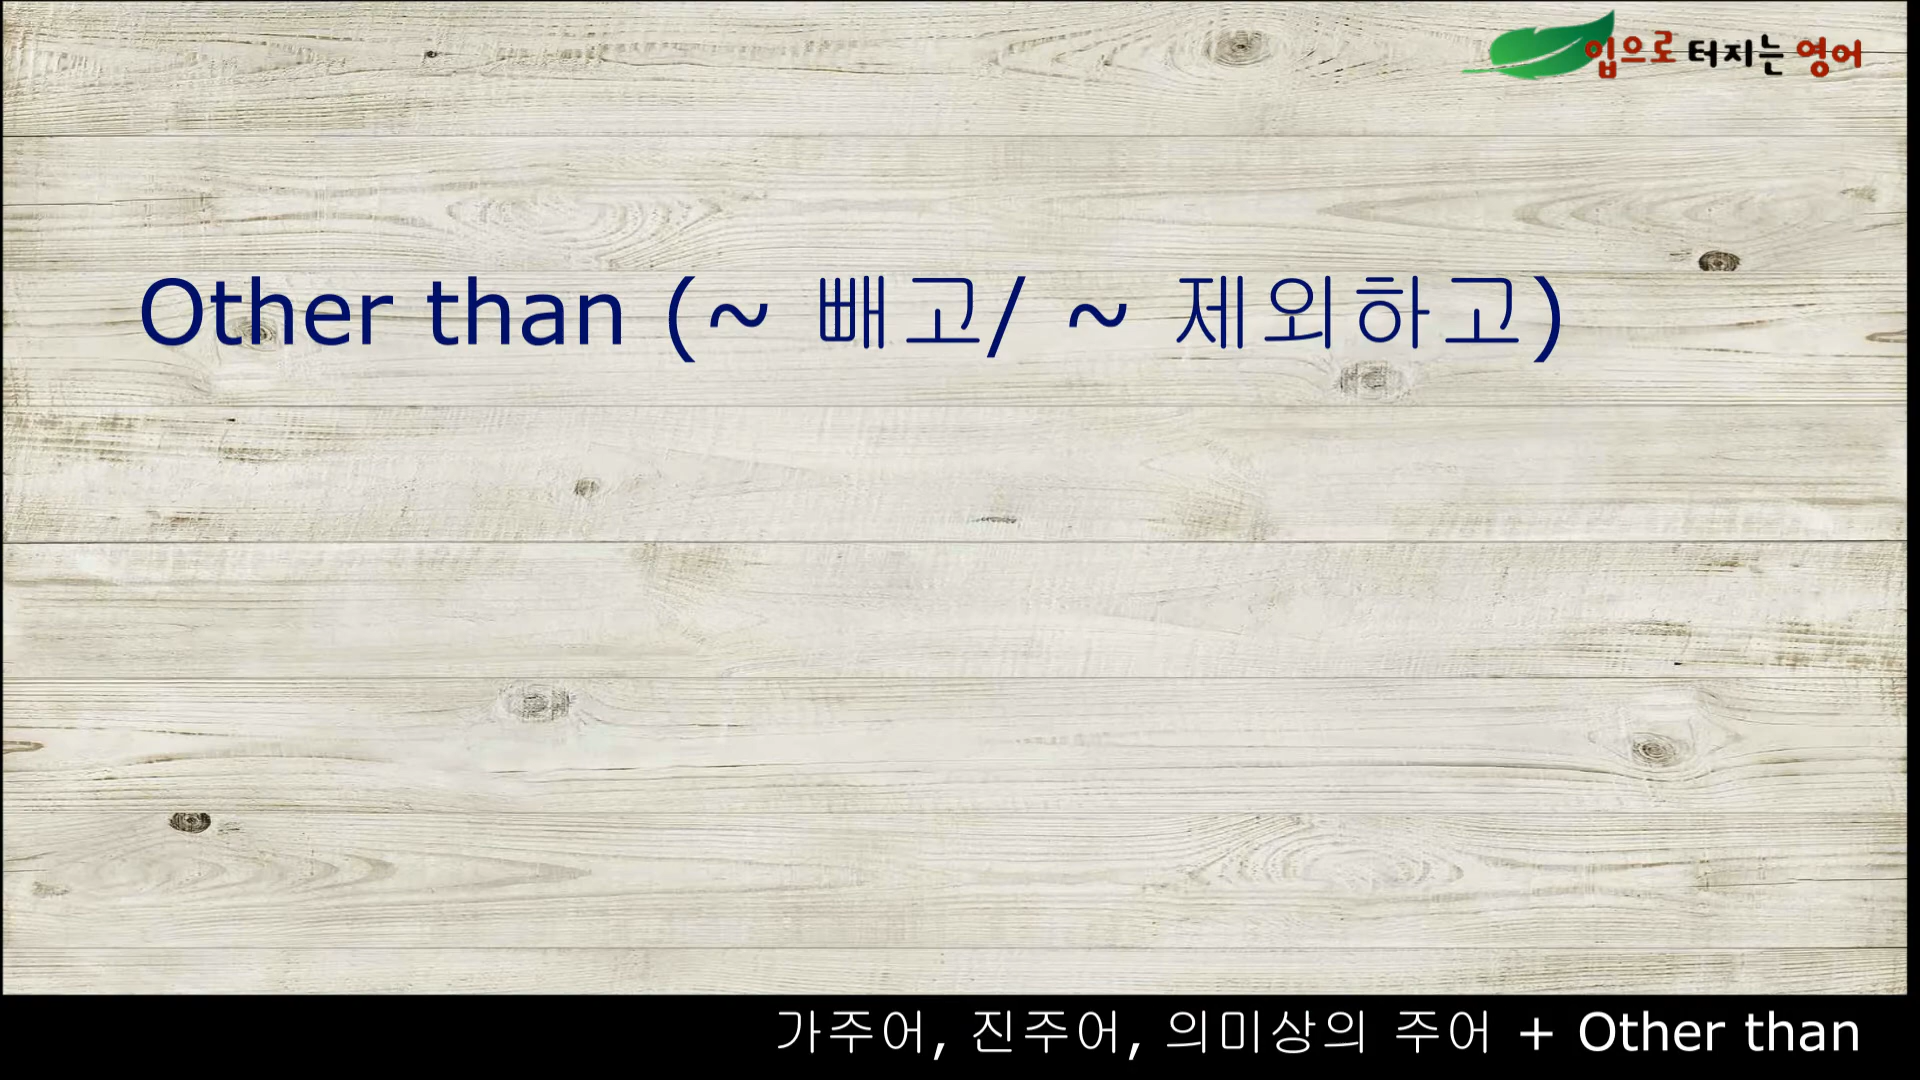 입으로 터지는 영어
Other than (~ 빼고/ ~ 제외하고)
가주어, 진주어, 의미상의 주어 + Other than